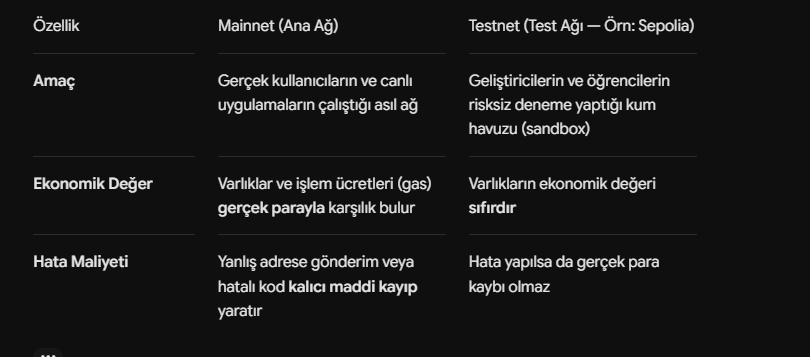 Özellik
Mainnet (Ana Ağ)
Testnet (Test Ağı — Örn: Sepolia)
Amaç
Gerçek kullanıcıların ve canlı
uygulamaların çalıştığı asıl ağ
Geliştiricilerin ve öğrencilerin
risksiz deneme yaptığı kum
havuzu (sandbox)
Ekonomik Değer
Varlıklar ve işlem ücretleri (gas)
gerçek parayla karşılık bulur
Varlıkların ekonomik değeri
sıfırdır
Hata Maliyeti
Yanlış adrese gönderim veya
hatalı kod kalıcı maddi kayıp
yaratır
Hata yapılsa da gerçek para
kaybı olmaz